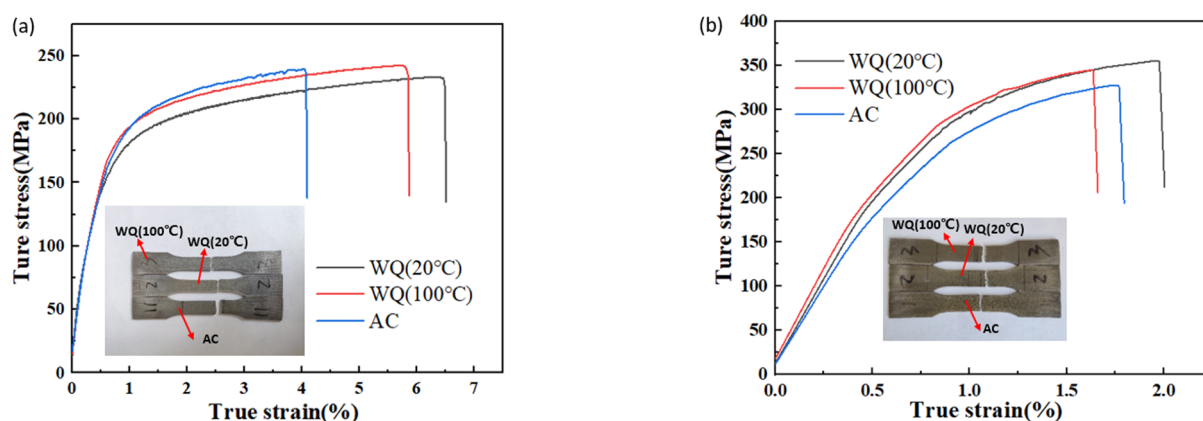 (a)
Ture stress(MPa)
250
200
150
100
50
0
0 1 2 3 4 5 6 7
True strain(%)
WQ(20℃)
WQ(100℃)
AC
WQ(100℃)
WQ(20℃)
AC
(b)
Ture stress(MPa)
400
350
300
250
200
150
100
50
0
0.0 0.5 1.0 1.5 2.0
True strain(%)
WQ(20℃)
WQ(100℃)
AC
WQ(100℃)
WQ(20℃)
AC